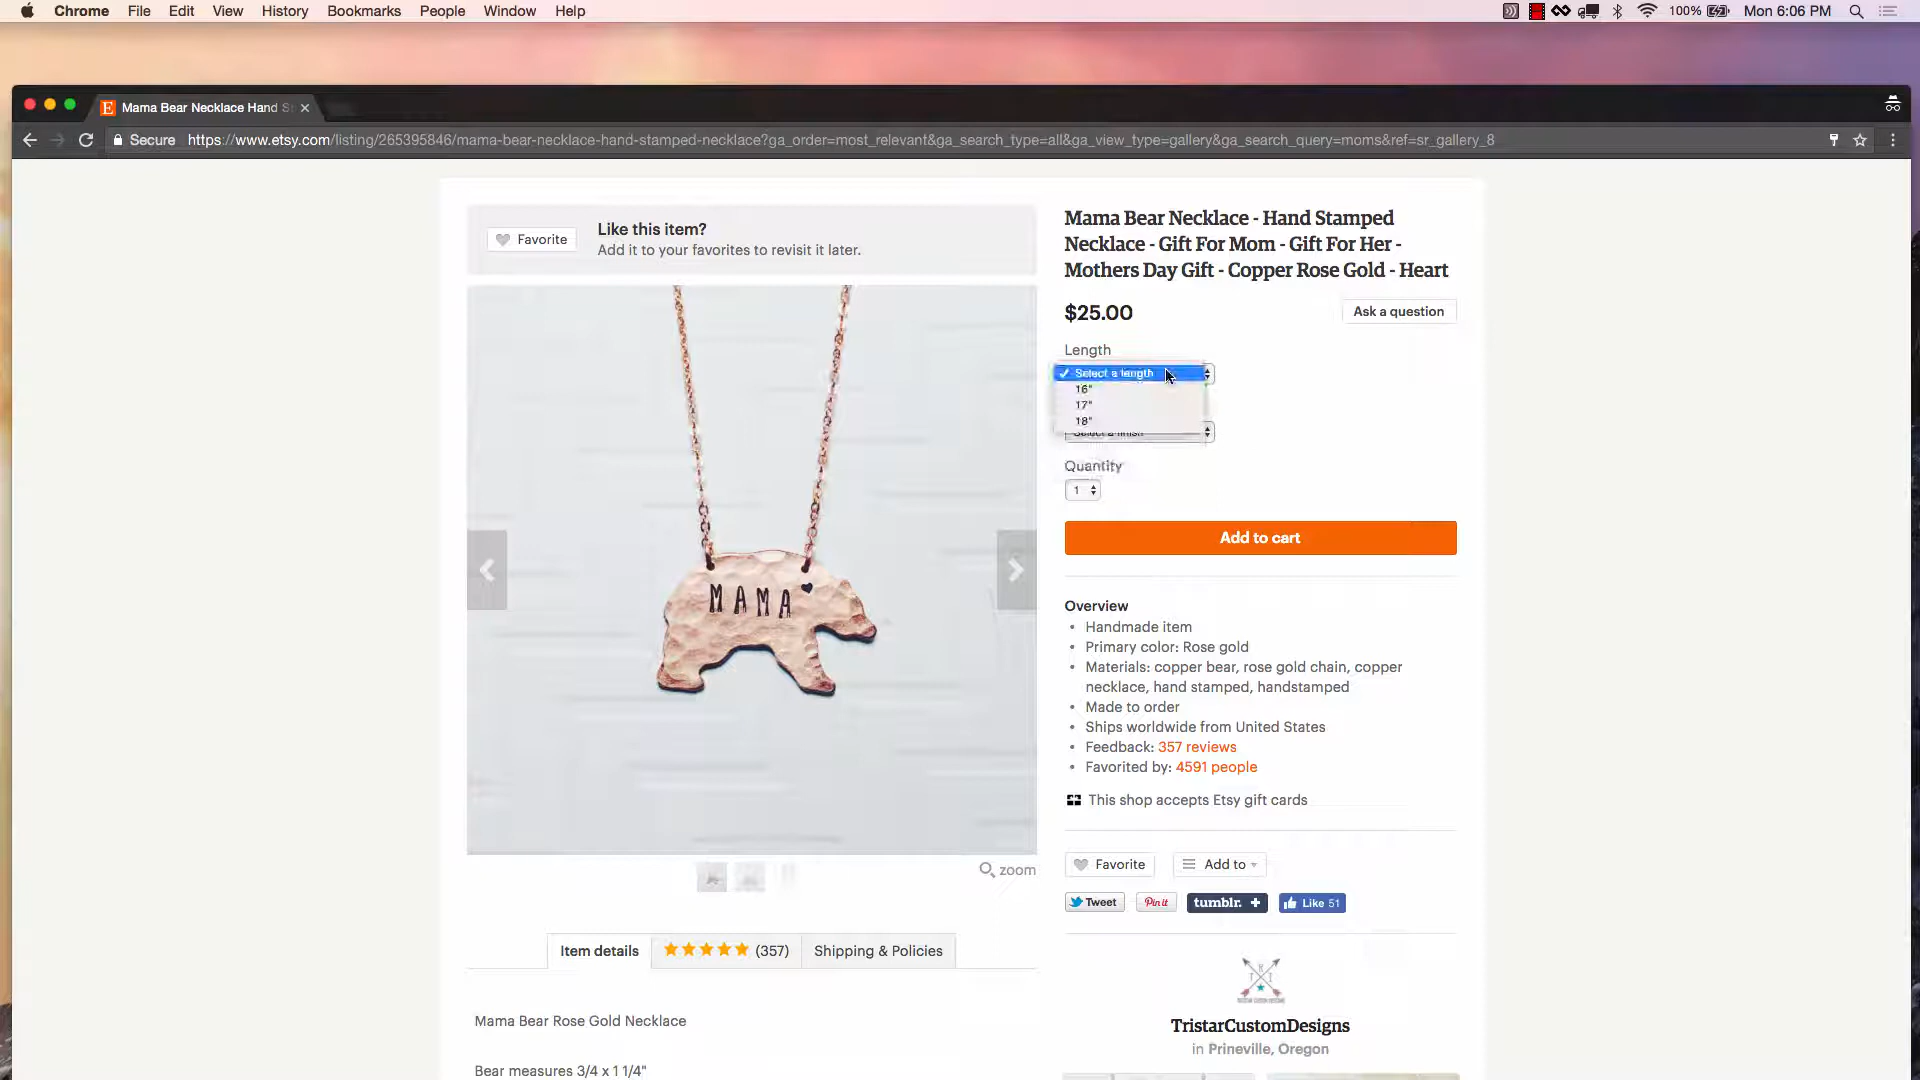 Chrome File Edit View History Bookmarks People Window Help
100% Mon 6:06 PM
Mama Bear Necklace Hand S
Secure https://www.etsy.com/listing/265395846/mama-bear-necklace-hand-stamped-necklace?ga_order=most_relevant&ga_search_type=all&ga_view_type=gallery&ga_search_query=moms&ref=sr_gallery_8
Favorite
Like this item?
Add it to your favorites to revisit it later.
MAMA
zoom
Item details
(357)
Shipping & Policies
Mama Bear Rose Gold Necklace
Bear measures 3/4 x 1 1/4"
Mama Bear Necklace - Hand Stamped
Necklace - Gift For Mom - Gift For Her -
Mothers Day Gift - Copper Rose Gold - Heart
$25.00
Ask a question
Length
Select a length
16"
17"
18"
Select a finish
Quantity
1
Add to cart
Overview
• Handmade item
• Primary color: Rose gold
• Materials: copper bear, rose gold chain, copper
necklace, hand stamped, handstamped
• Made to order
• Ships worldwide from United States
• Feedback: 357 reviews
• Favorited by: 4591 people
This shop accepts Etsy gift cards
Favorite
Add to
Tweet
Pin it
tumblr. +
Like 51
TristarCustomDesigns
in Prineville, Oregon